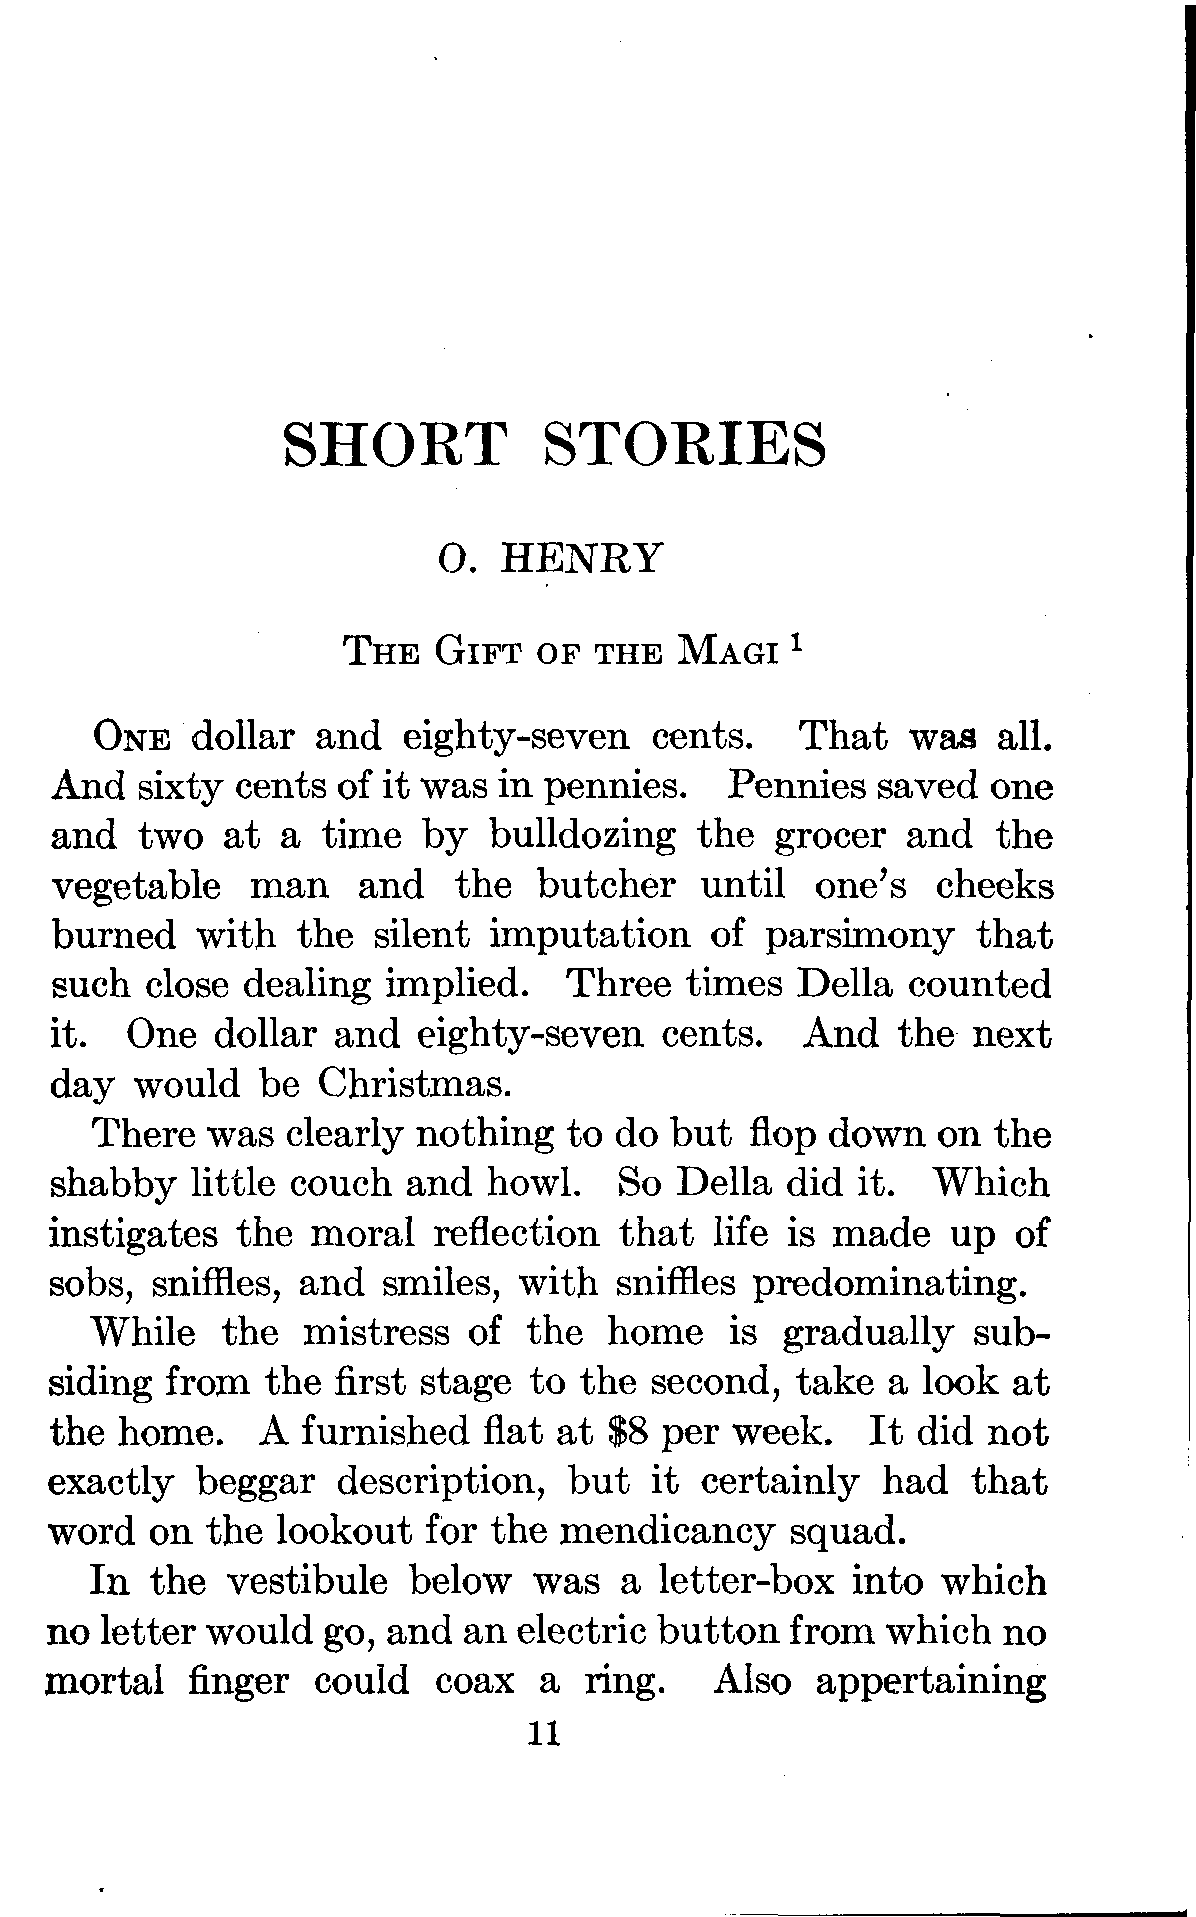 SHORT STORIES
O. HENRY
THE GIFT OF THE MAGI 1
ONE dollar and eighty-seven cents. That was all.
And sixty cents of it was in pennies. Pennies saved one
and two at a time by bulldozing the grocer and the
vegetable man and the butcher until one's cheeks
burned with the silent imputation of parsimony that
such close dealing implied. Three times Della counted
it. One dollar and eighty-seven cents. And the next
day would be Christmas.
There was clearly nothing to do but flop down on the
shabby little couch and howl. So Della did it. Which
instigates the moral reflection that life is made up of
sobs, sniffles, and smiles, with sniffles predominating.
While the mistress of the home is gradually sub-
siding from the first stage to the second, take a look at
the home. A furnished flat at $8 per week. It did not
exactly beggar description, but it certainly had that
word on the lookout for the mendicancy squad.
In the vestibule below was a letter-box into which
no letter would go, and an electric button from which no
mortal finger could coax a ring. Also appertaining
11